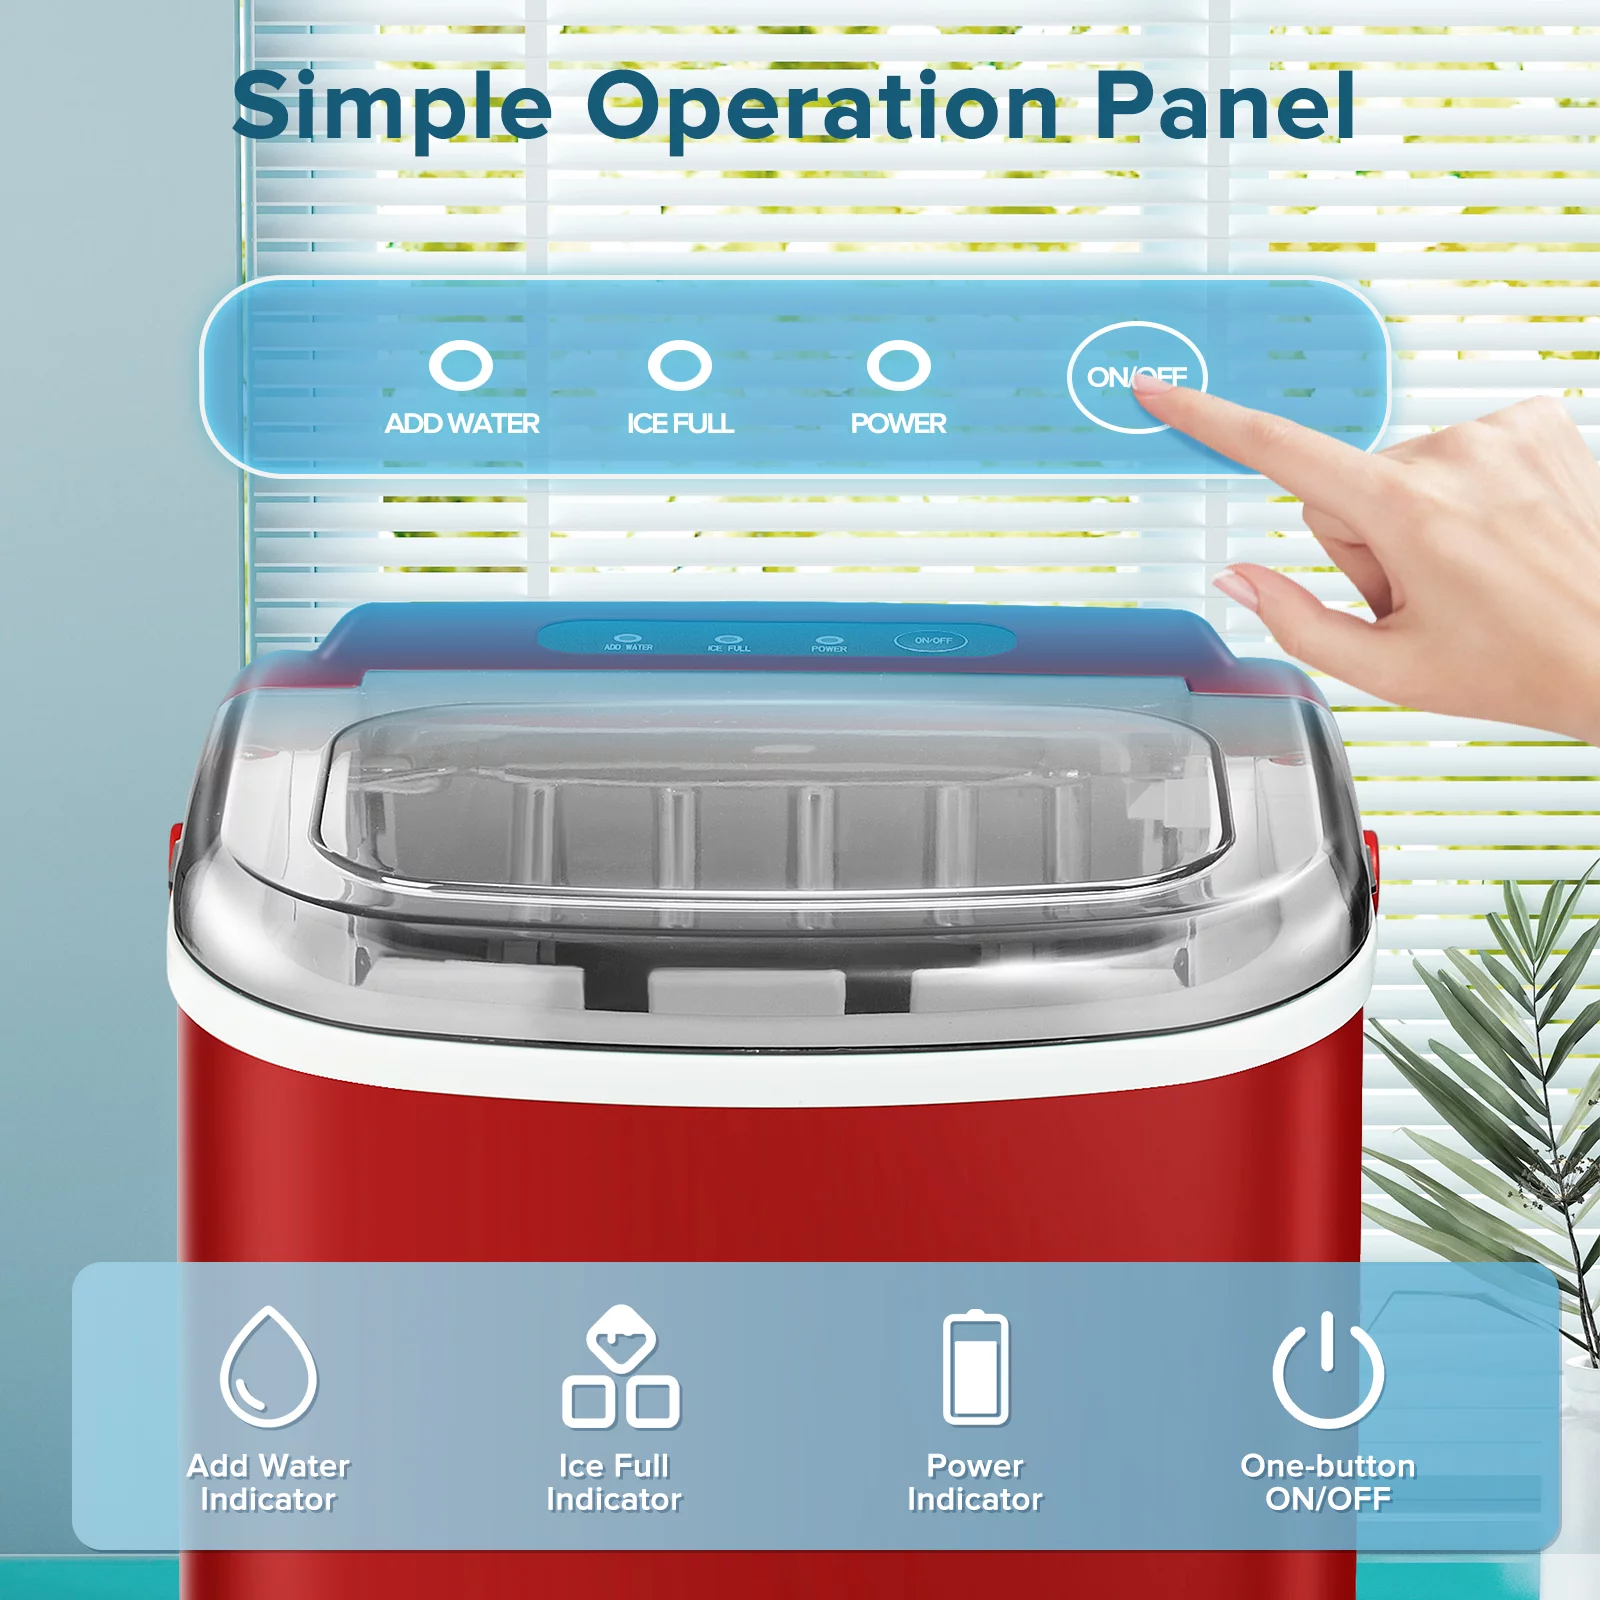 Simple Operation Panel
ADD WATER ICE FULL POWER ON/OFF
ADD WATER ICE FULL POWER ON/OFF
Add Water Indicator
Ice Full Indicator
Power Indicator
One-button ON/OFF